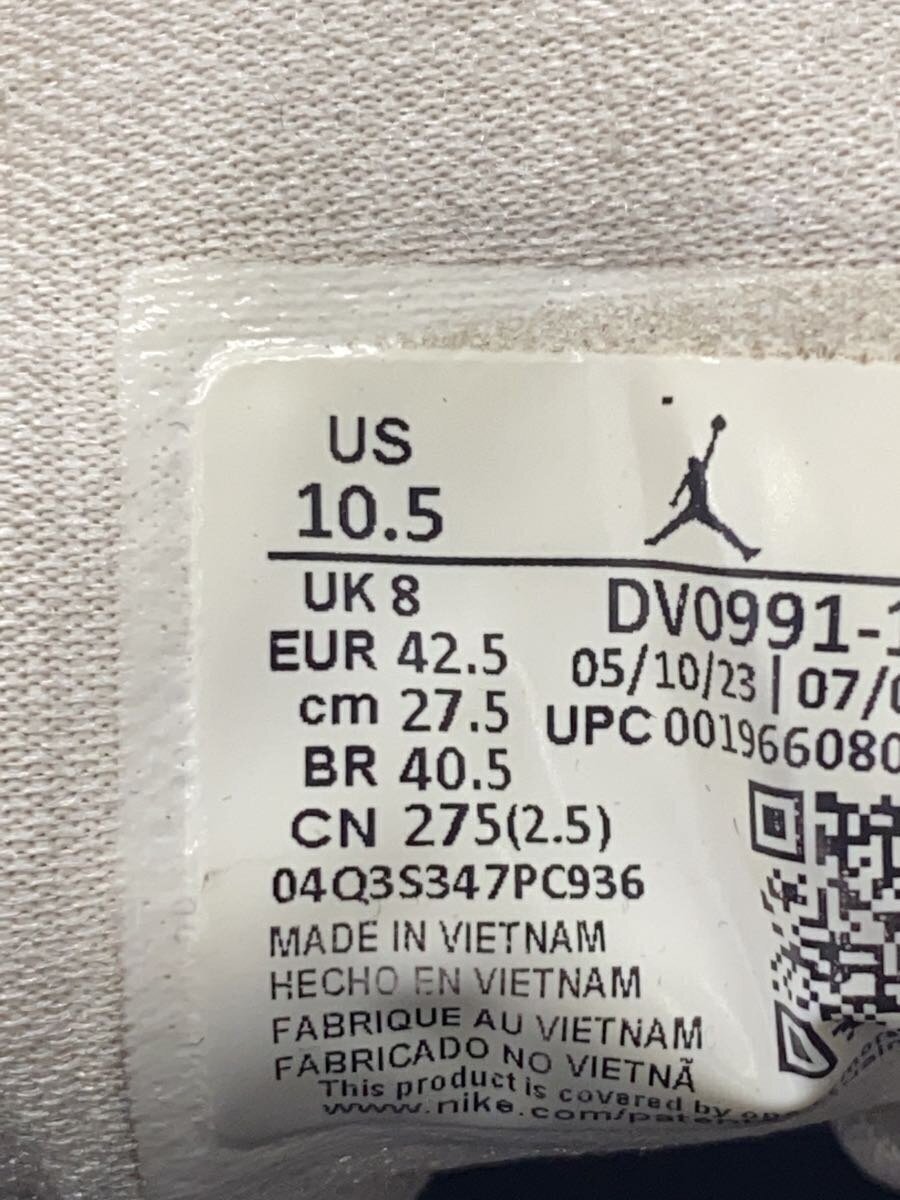 US
10.5
UK 8
EUR 42.5
cm 27.5
BR 40.5
CN 275(2.5)
04Q3S347PC936
MADE IN VIETNAM
HECHO EN VIETNAM
FABRIQUE AU VIETNAM
FABRICADO NO VIETNÃ
This product is covered by
www.nike.com/paten
DV0991-1
05/10/23 | 07/0
UPC 001966080